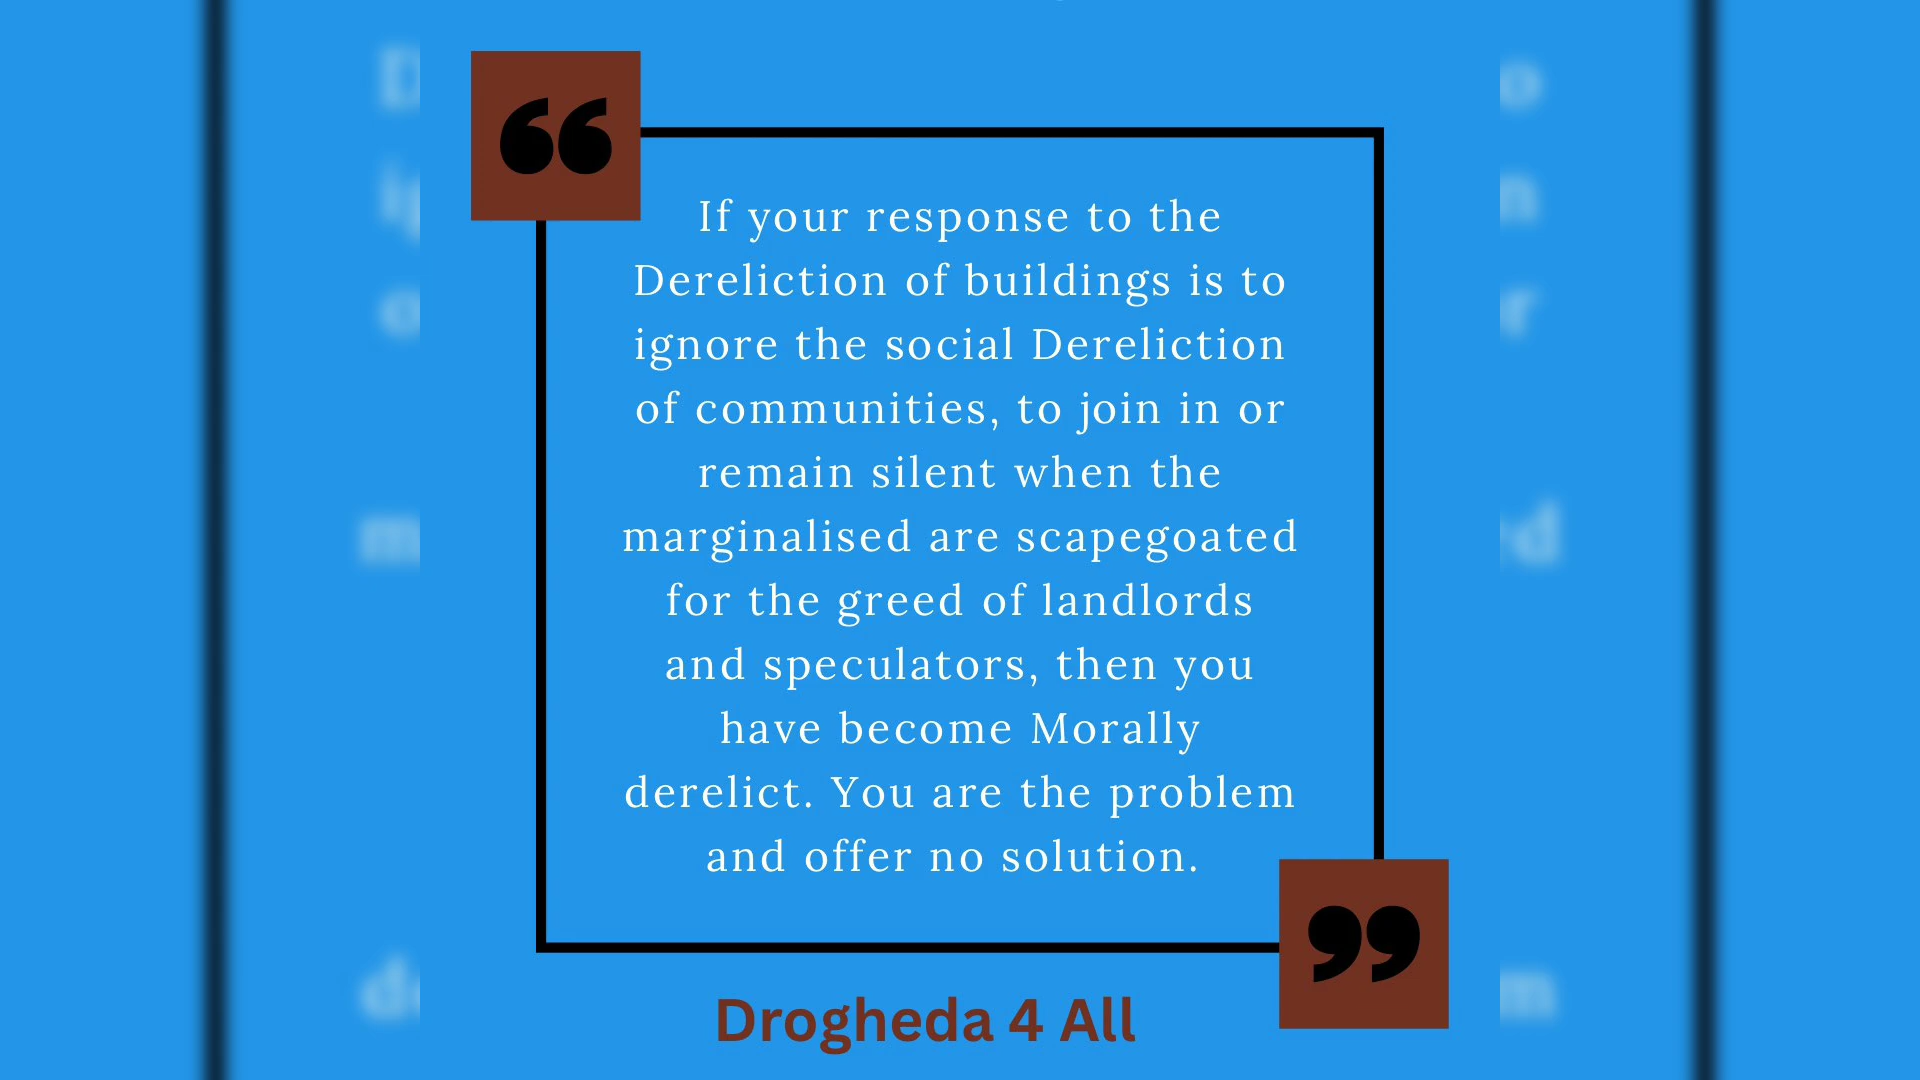 If your response to the
Dereliction of buildings is to
ignore the social Dereliction
of communities, to join in or
remain silent when the
marginalised are scapegoated
for the greed of landlords
and speculators, then you
have become Morally
derelict. You are the problem
and offer no solution.
Drogheda 4 All